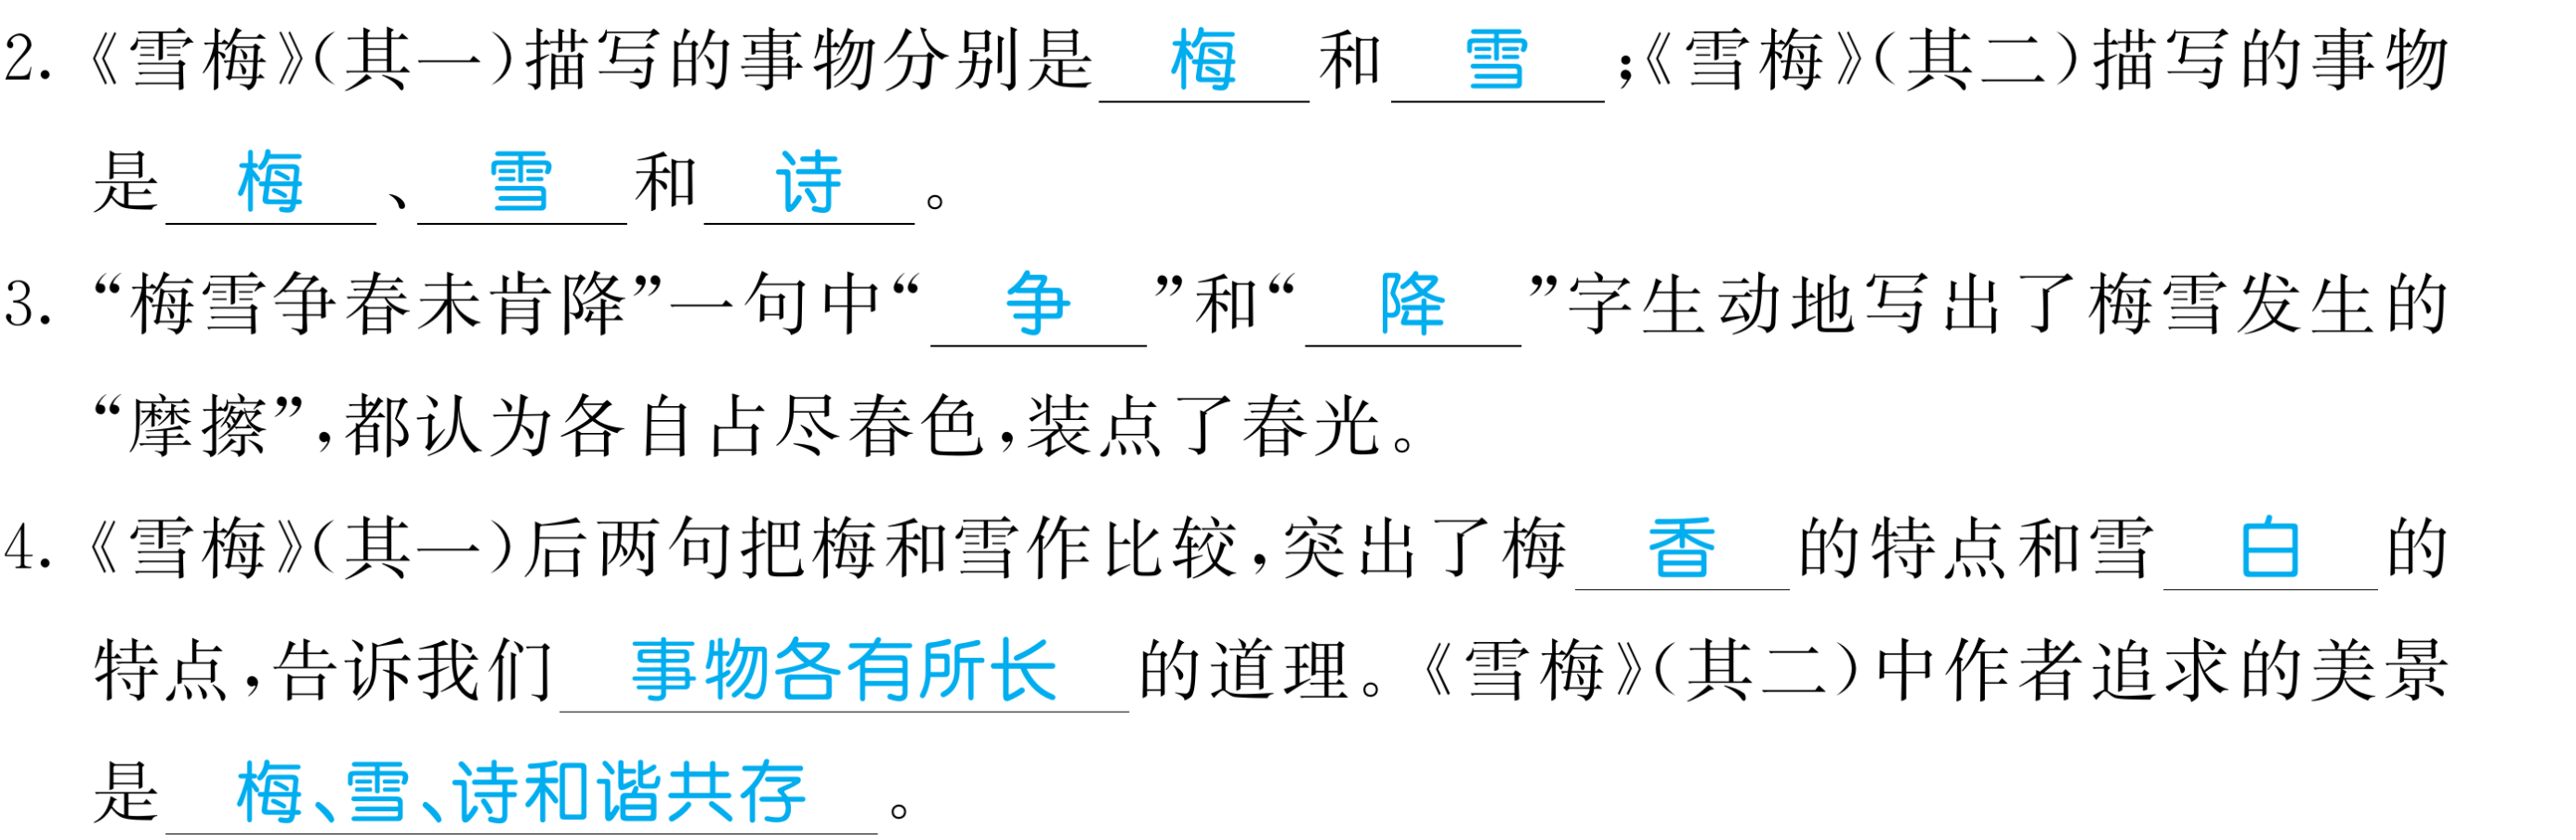 2.《雪梅》(其一)描写的事物分别是 梅 和 雪 ;《雪梅》(其二)描写的事物
是 梅 、 雪 和 诗 。
3.“梅雪争春未肯降”一句中“ 争 ”和“ 降 ”字生动地写出了梅雪发生的
“摩擦”,都认为各自占尽春色,装点了春光。
4.《雪梅》(其一)后两句把梅和雪作比较,突出了梅 香 的特点和雪 白 的
特点,告诉我们 事物各有所长 的道理。《雪梅》(其二)中作者追求的美景
是 梅、雪、诗和谐共存 。